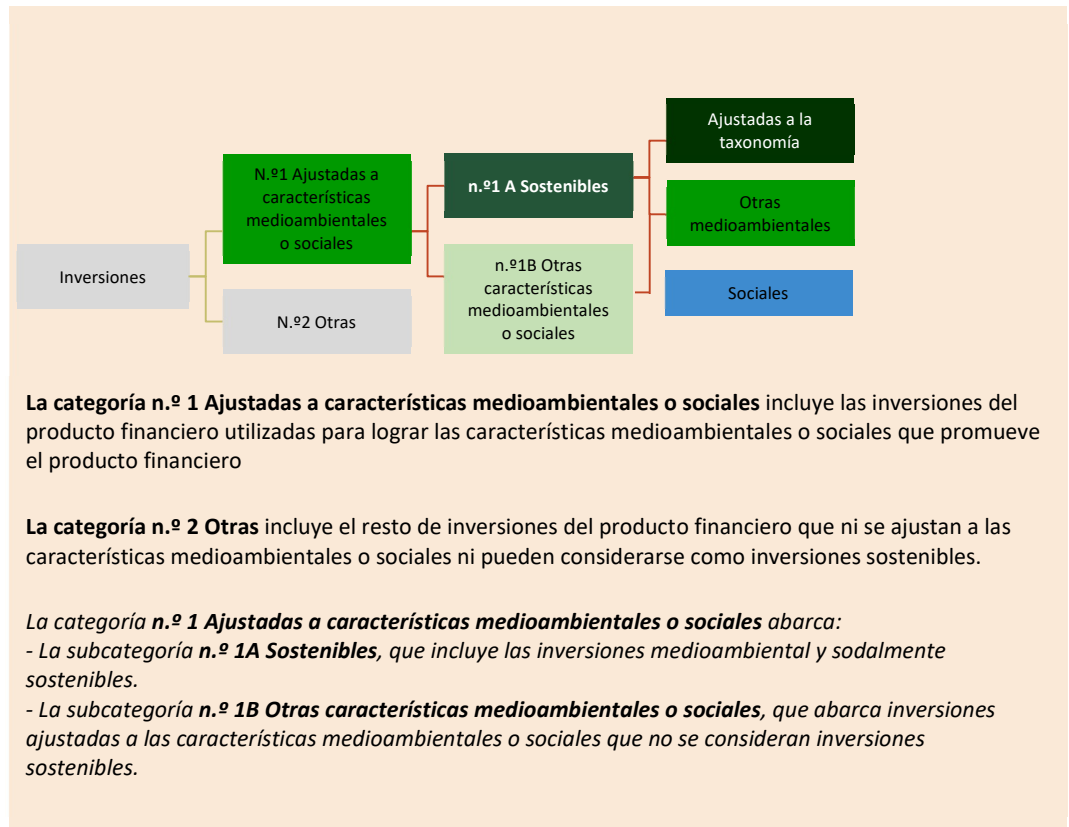 Ajustadas a la
taxonomía
N.º1 Ajustadas a
características
medioambientales
o sociales
n.º1 A Sostenibles
Otras
medioambientales
Inversiones
n.º1B Otras
características
medioambientales
o sociales
Sociales
N.º2 Otras
La categoría n.º 1 Ajustadas a características medioambientales o sociales incluye las inversiones del
producto financiero utilizadas para lograr las características medioambientales o sociales que promueve
el producto financiero
La categoría n.º 2 Otras incluye el resto de inversiones del producto financiero que ni se ajustan a las
características medioambientales o sociales ni pueden considerarse como inversiones sostenibles.
La categoría n.º 1 Ajustadas a características medioambientales o sociales abarca:
- La subcategoría n.º 1A Sostenibles, que incluye las inversiones medioambiental y sodalmente
sostenibles.
- La subcategoría n.º 1B Otras características medioambientales o sociales, que abarca inversiones
ajustadas a las características medioambientales o sociales que no se consideran inversiones
sostenibles.